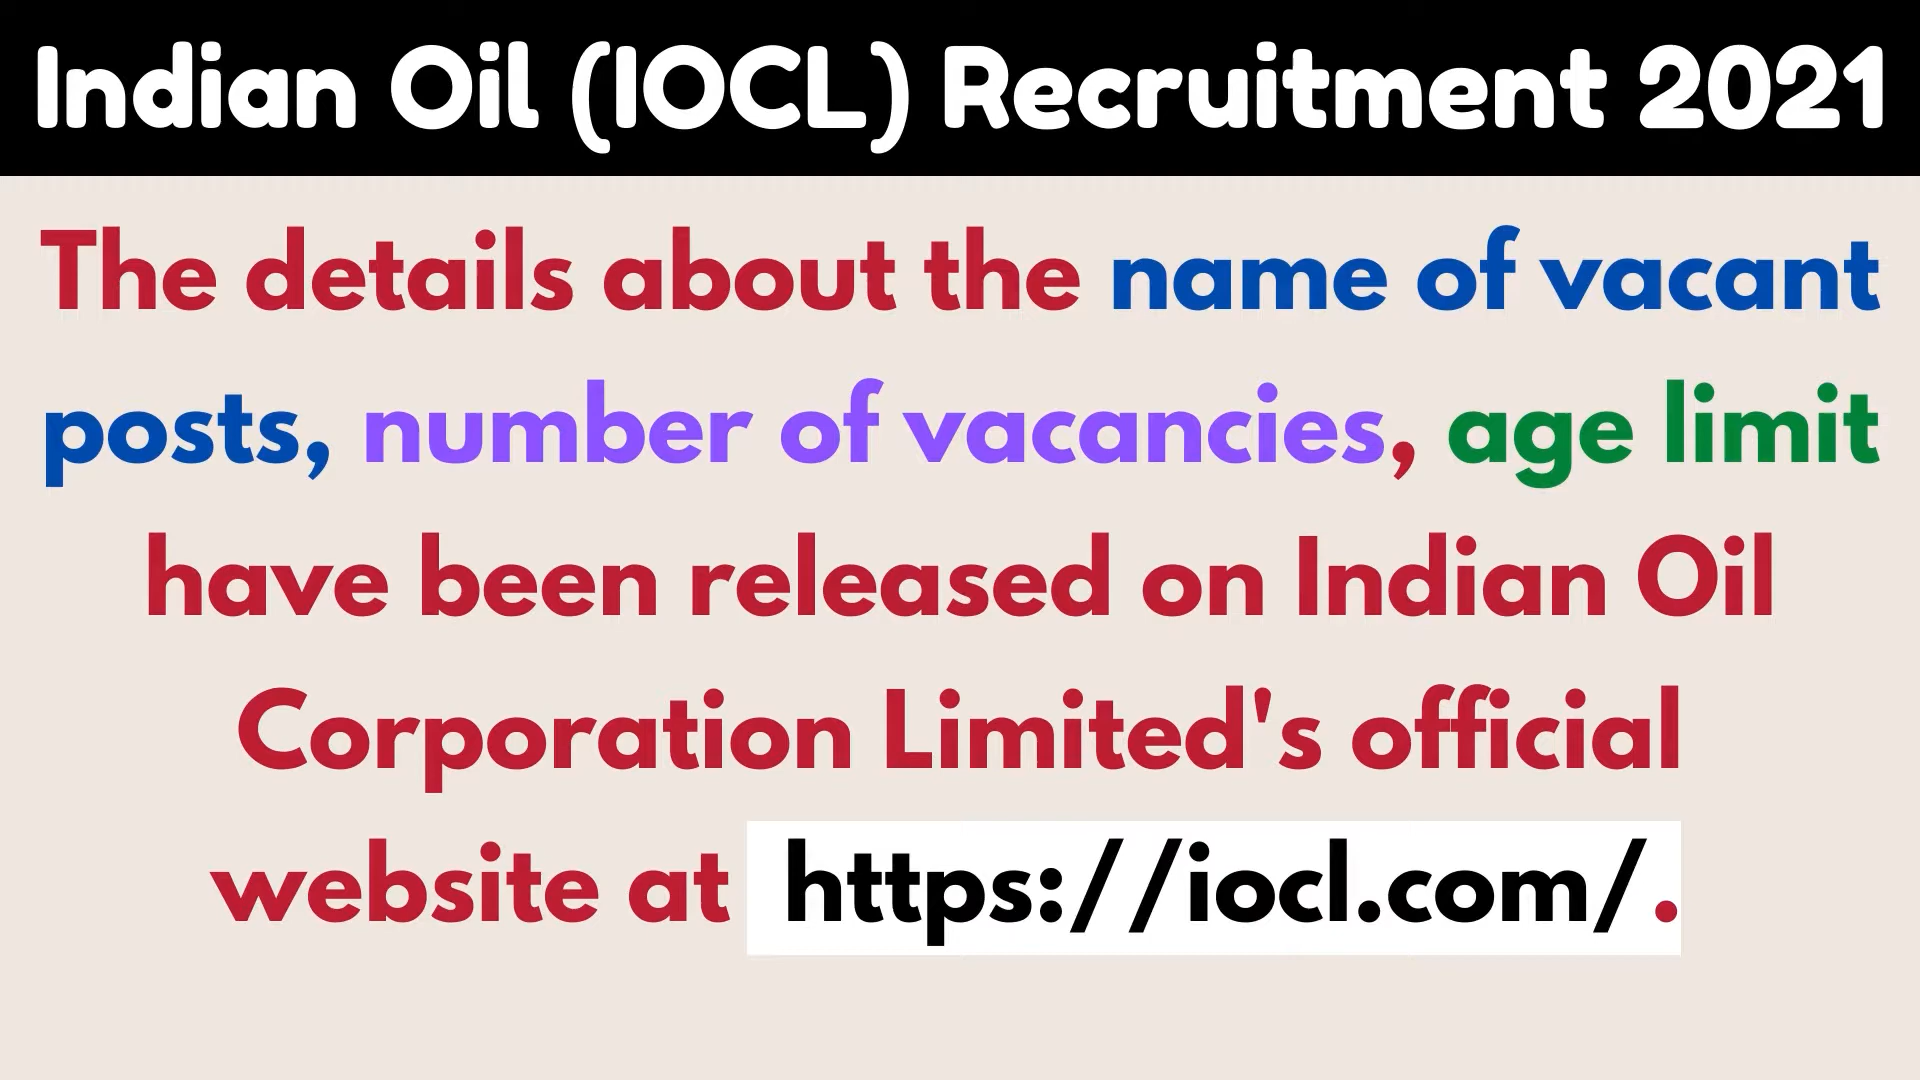 Indian Oil (IOCL) Recruitment 2021
The details about the name of vacant
posts, number of vacancies, age limit
have been released on Indian Oil
Corporation Limited's official
website at https://iocl.com/.